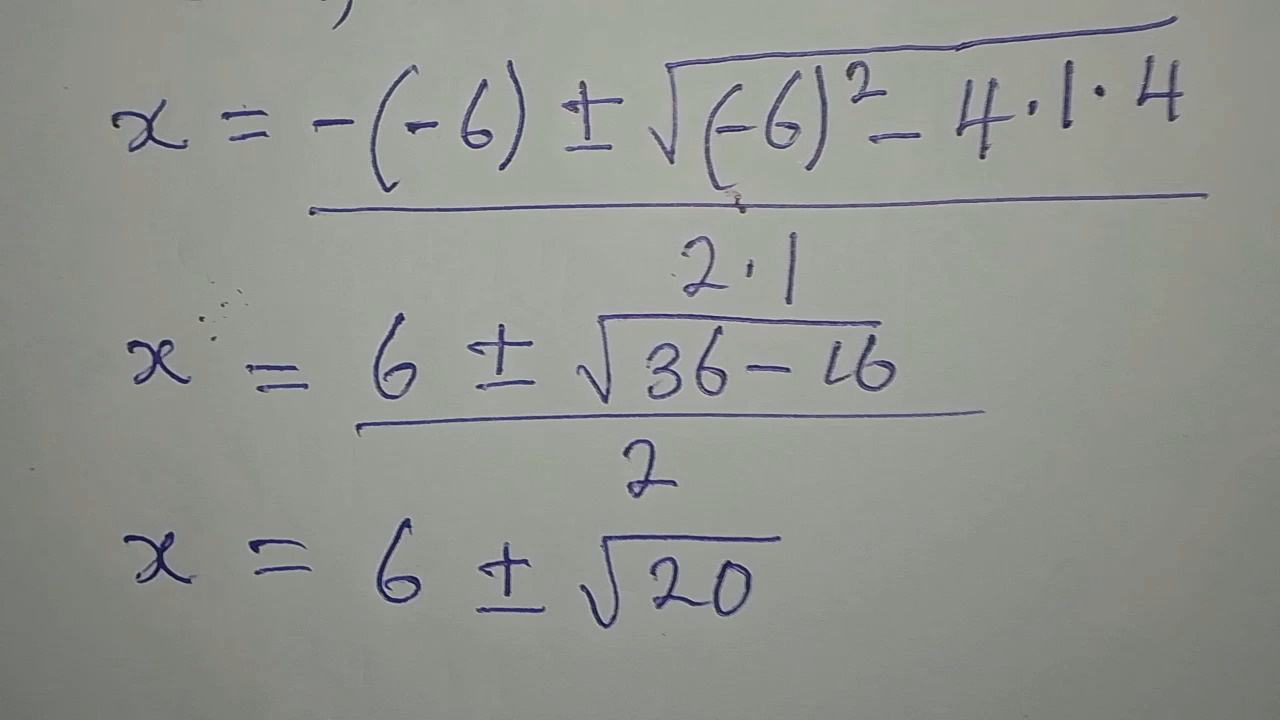 x = -(-6) ± √(-6)² - 4·1·4
2·1
x = 6 ± √36 - 16
2
x = 6 ± √20